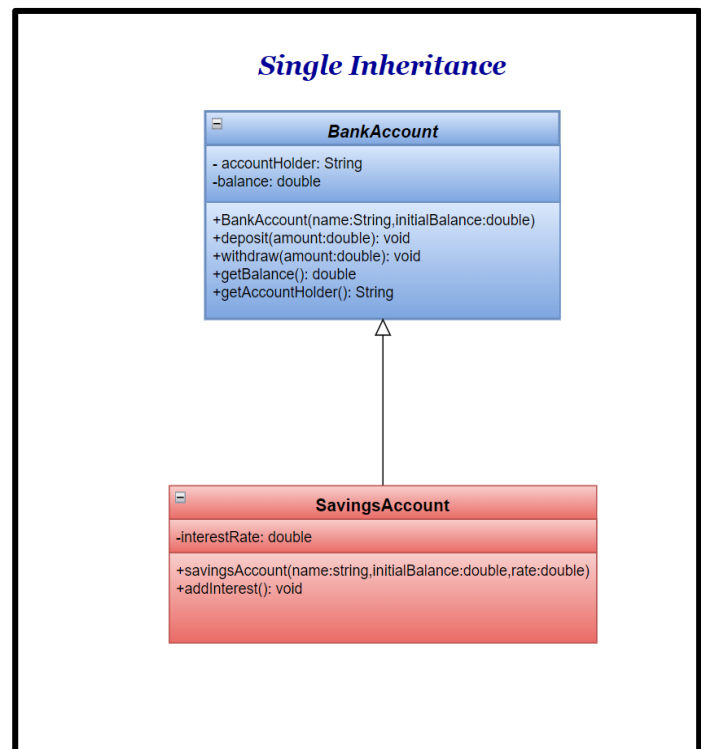 Single Inheritance
BankAccount
- accountHolder: String
-balance: double
+BankAccount(name:String,initialBalance:double)
+deposit(amount:double): void
+withdraw(amount:double): void
+getBalance(): double
+getAccountHolder(): String
SavingsAccount
-interestRate: double
+savingsAccount(name:string,initialBalance:double,rate:double)
+addInterest(): void